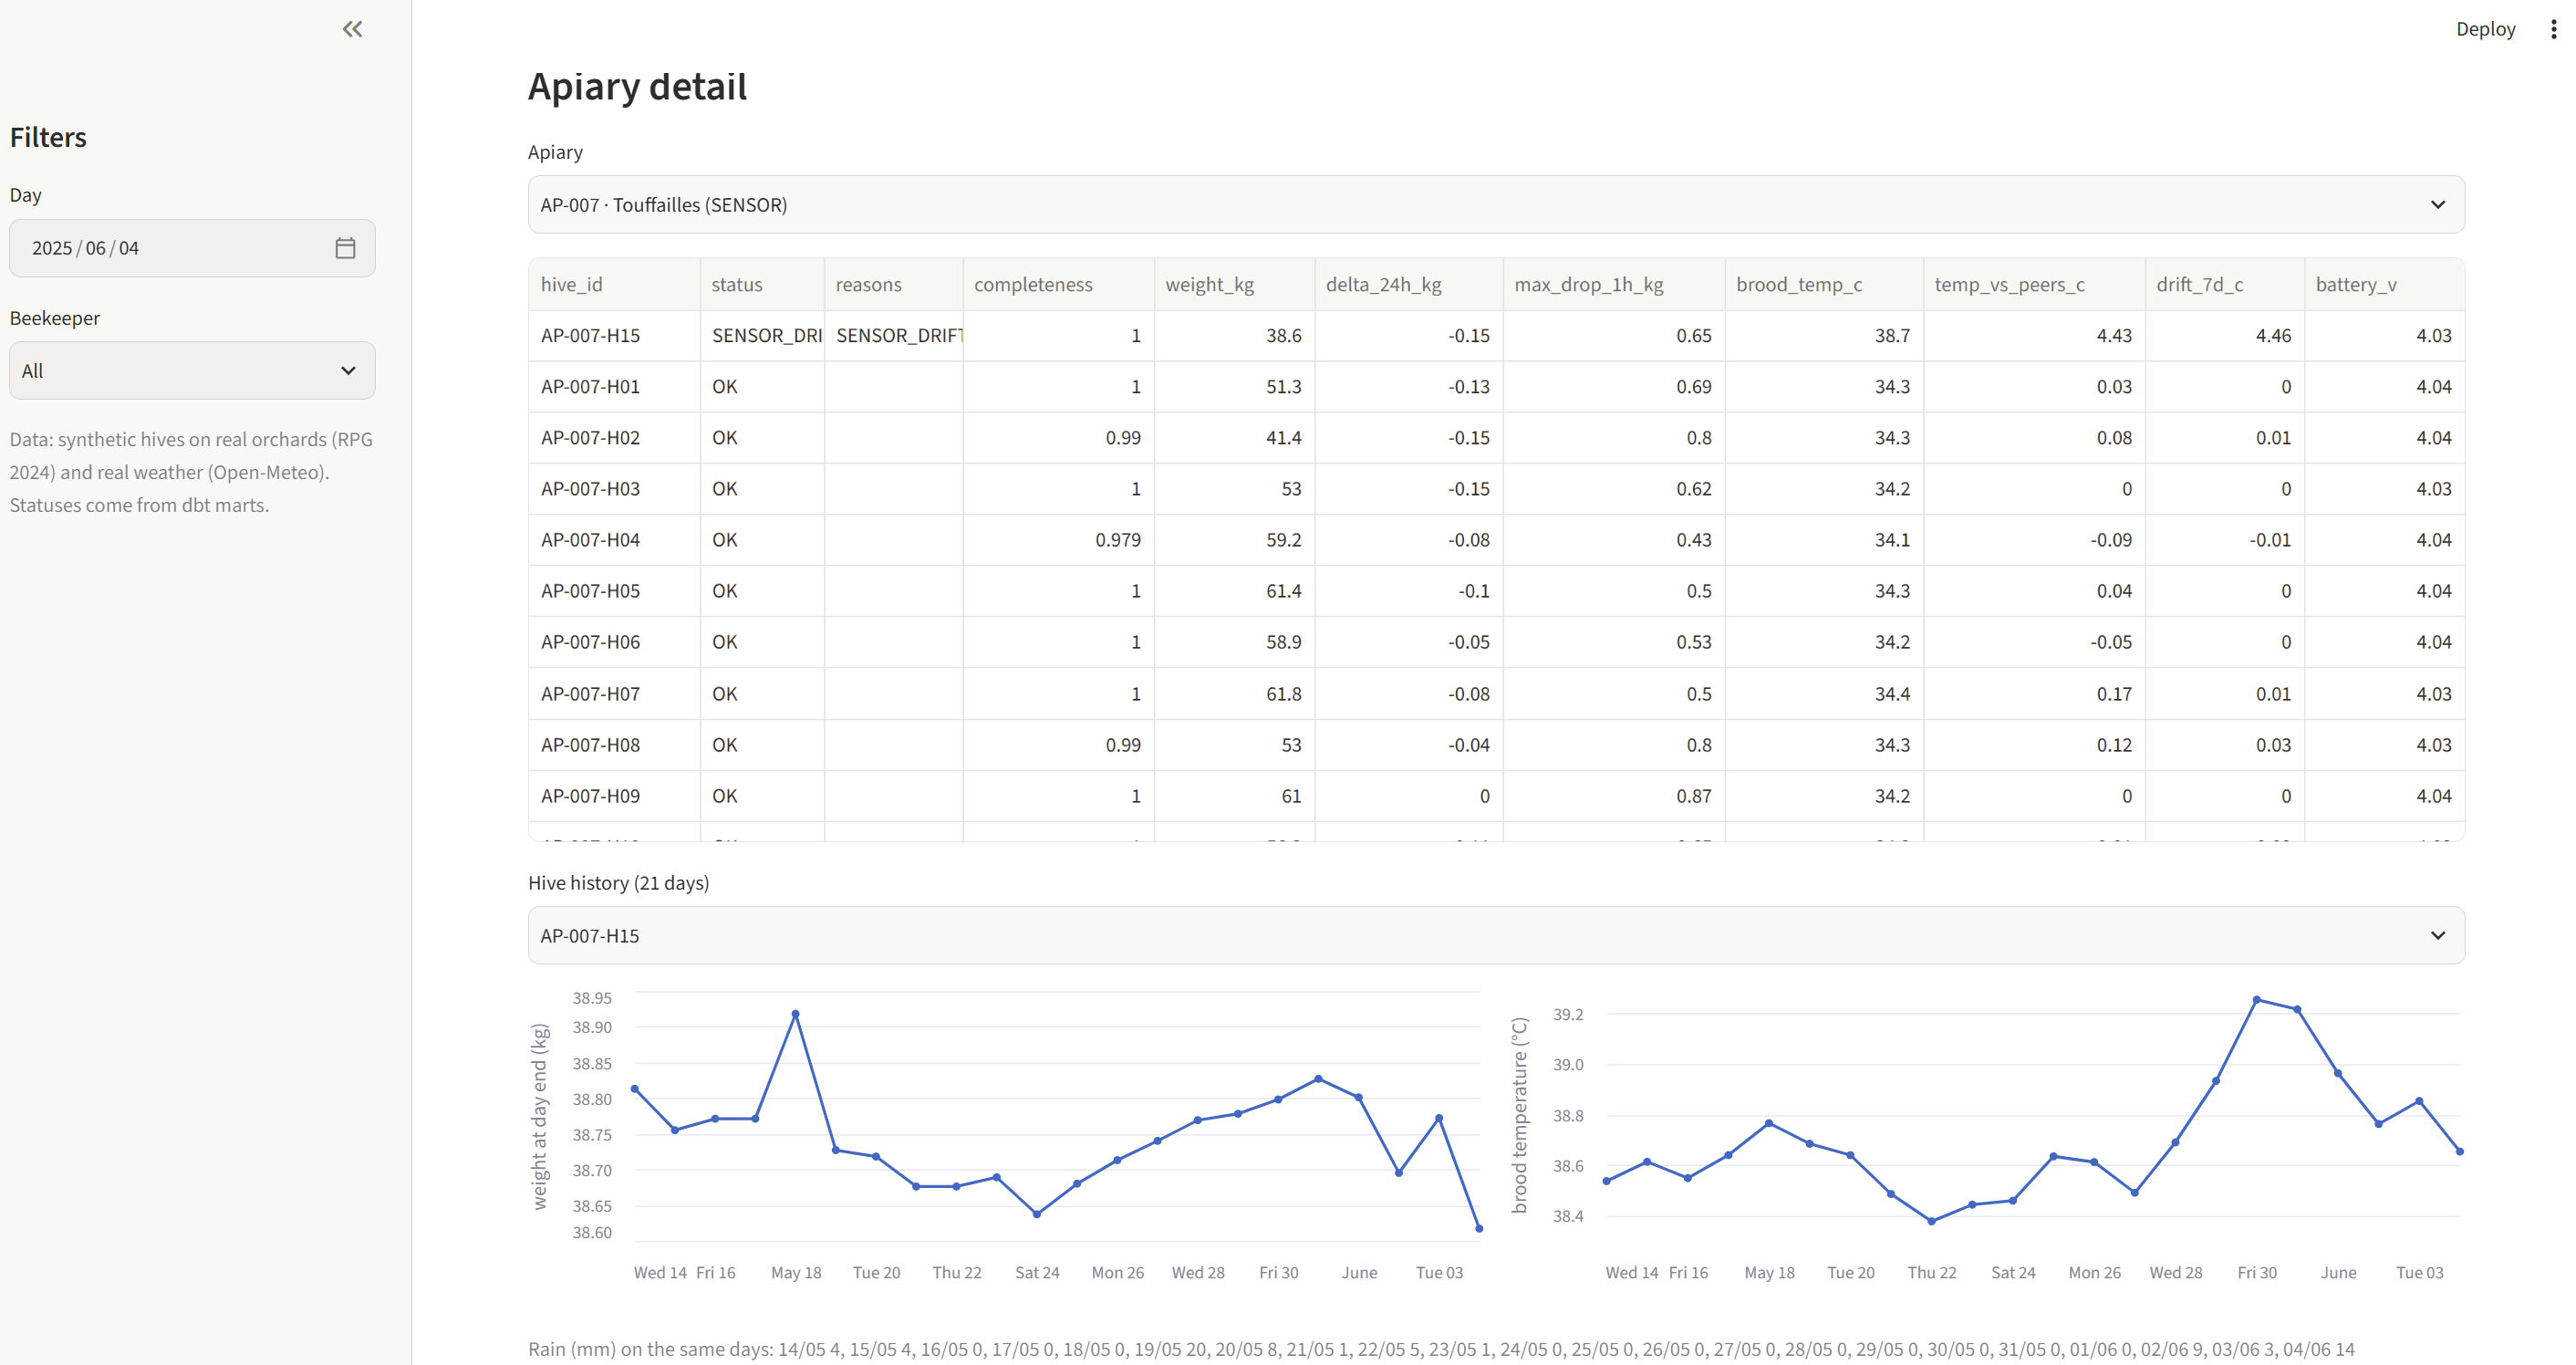 Deploy
Apiary detail
Filters
Day
2025/06/04
Beekeeper
All
Data: synthetic hives on real orchards (RPG
2024) and real weather (Open-Meteo).
Statuses come from dbt marts.
Apiary
AP-007 · Touffailles (SENSOR)
hive_id status reasons completeness weight_kg delta_24h_kg max_drop_1h_kg brood_temp_c temp_vs_peers_c drift_7d_c battery_v
AP-007-H15 SENSOR_DRI SENSOR_DRIFT 1 38.6 -0.15 0.65 38.7 4.43 4.46 4.03
AP-007-H01 OK 1 51.3 -0.13 0.69 34.3 0.03 0 4.04
AP-007-H02 OK 0.99 41.4 -0.15 0.8 34.3 0.08 0.01 4.04
AP-007-H03 OK 1 53 -0.15 0.62 34.2 0 0 4.03
AP-007-H04 OK 0.979 59.2 -0.08 0.43 34.1 -0.09 -0.01 4.04
AP-007-H05 OK 1 61.4 -0.1 0.5 34.3 0.04 0 4.04
AP-007-H06 OK 1 58.9 -0.05 0.53 34.2 -0.05 0 4.04
AP-007-H07 OK 1 61.8 -0.08 0.5 34.4 0.17 0.01 4.03
AP-007-H08 OK 0.99 53 -0.04 0.8 34.3 0.12 0.03 4.03
AP-007-H09 OK 1 61 0 0.87 34.2 0 0 4.04
Hive history (21 days)
AP-007-H15
weight at day end (kg)
38.95
38.90
38.85
38.80
38.75
38.70
38.65
38.60
Wed 14 Fri 16 May 18 Tue 20 Thu 22 Sat 24 Mon 26 Wed 28 Fri 30 June Tue 03
brood temperature (°C)
39.2
39.0
38.8
38.6
38.4
Wed 14 Fri 16 May 18 Tue 20 Thu 22 Sat 24 Mon 26 Wed 28 Fri 30 June Tue 03
Rain (mm) on the same days: 14/05 4, 15/05 4, 16/05 0, 17/05 0, 18/05 0, 19/05 20, 20/05 8, 21/05 1, 22/05 5, 23/05 1, 24/05 0, 25/05 0, 26/05 0, 27/05 0, 28/05 0, 29/05 0, 30/05 0, 31/05 0, 01/06 0, 02/06 9, 03/06 3, 04/06 14